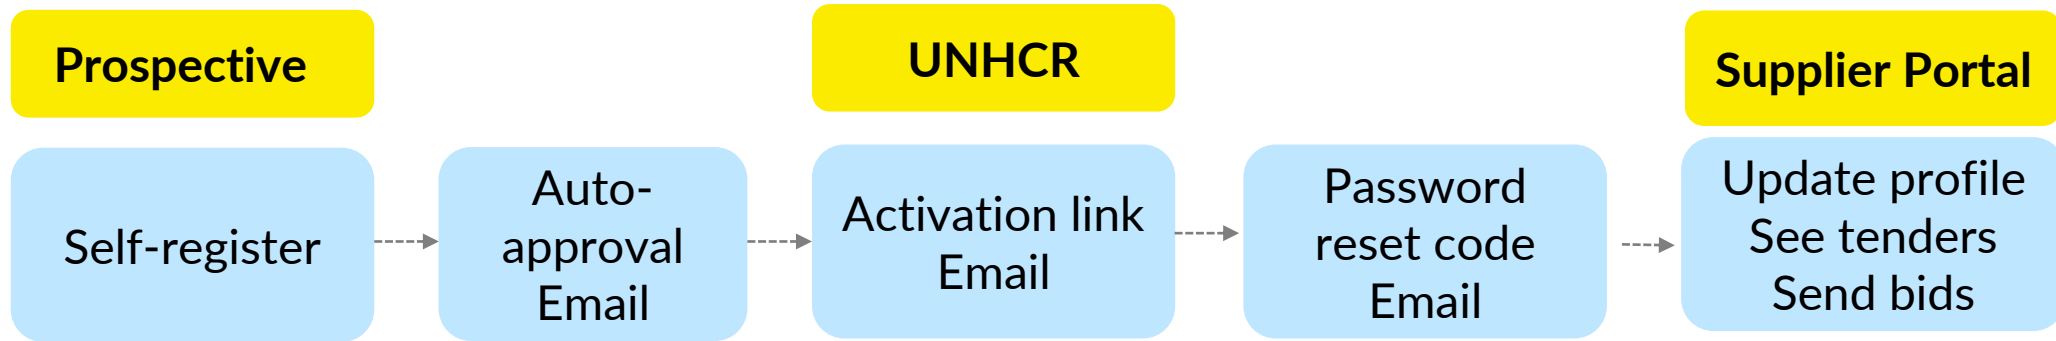 Prospective
UNHCR
Supplier Portal
Self-register
Auto-
approval
Email
Activation link
Email
Password
reset code
Email
Update profile
See tenders
Send bids